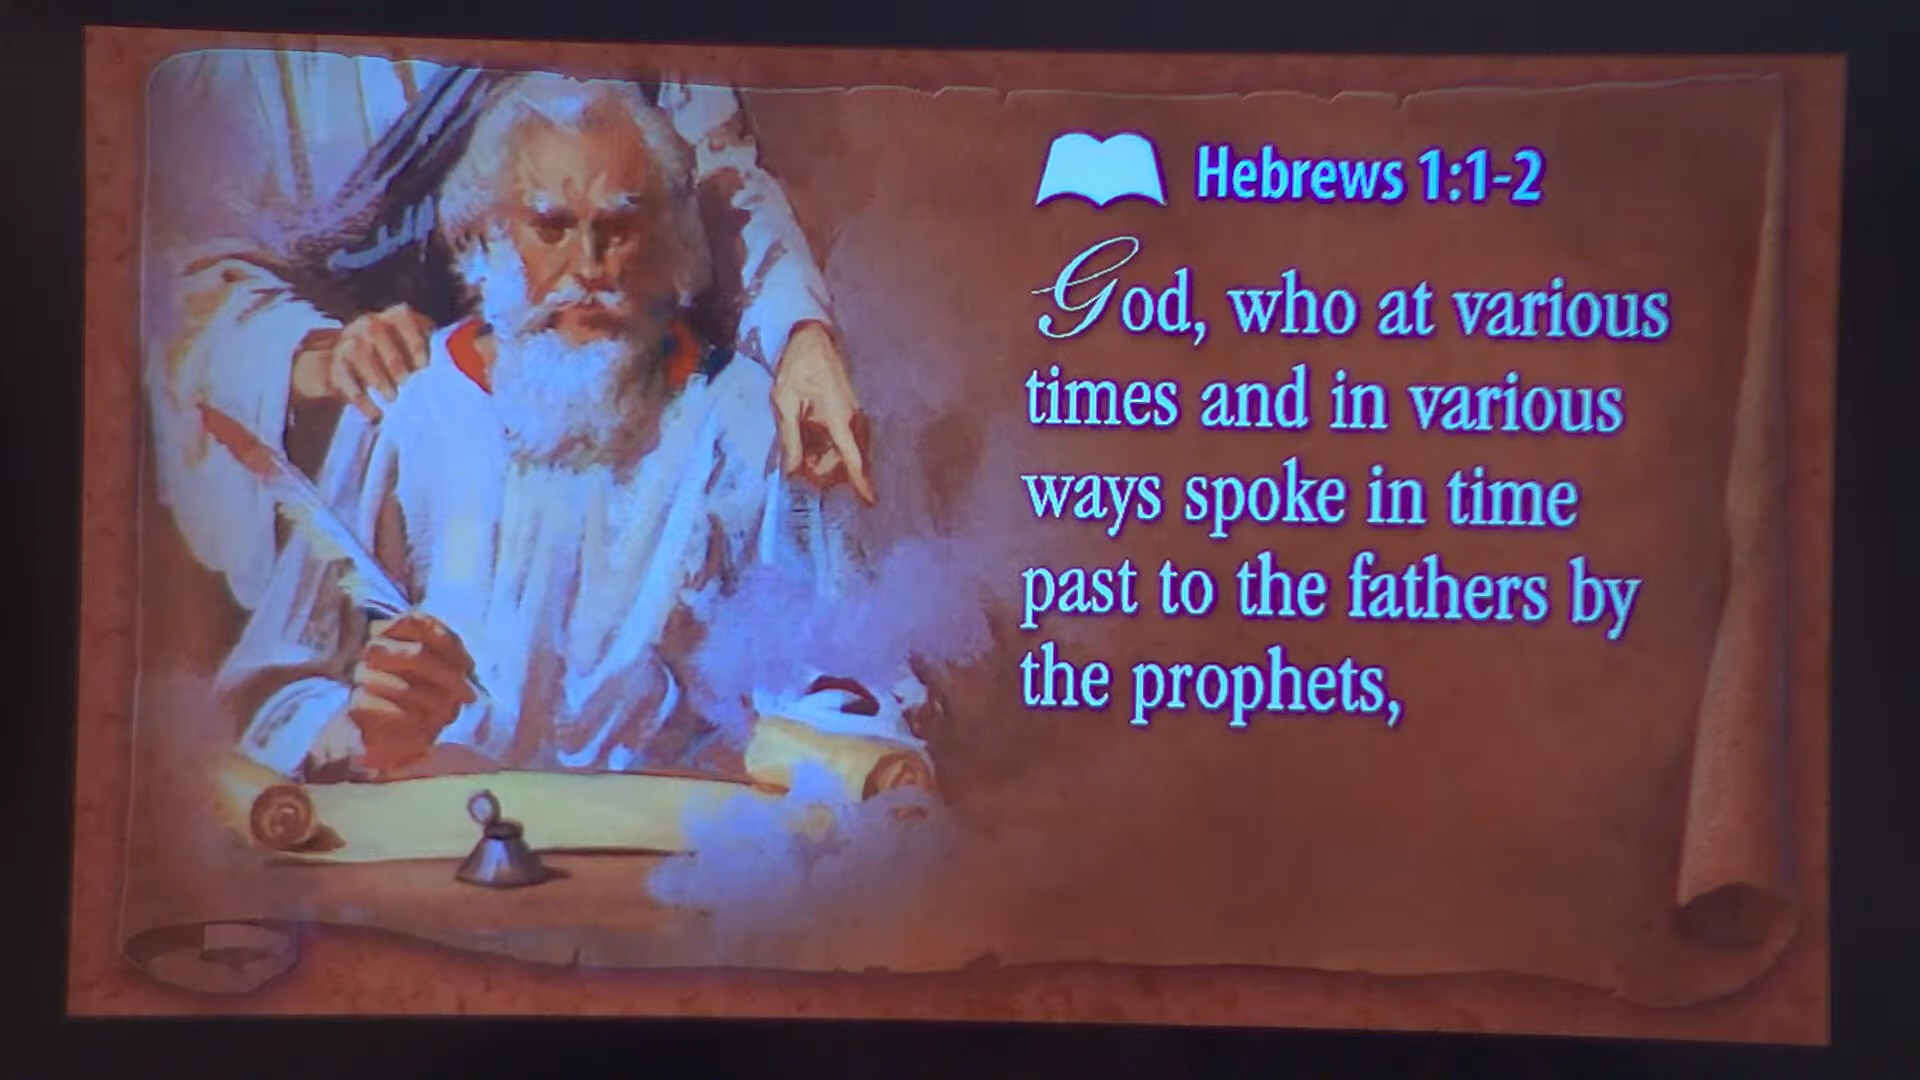 Hebrews 1:1-2
God, who at various
times and in various
ways spoke in time
past to the fathers by
the prophets,